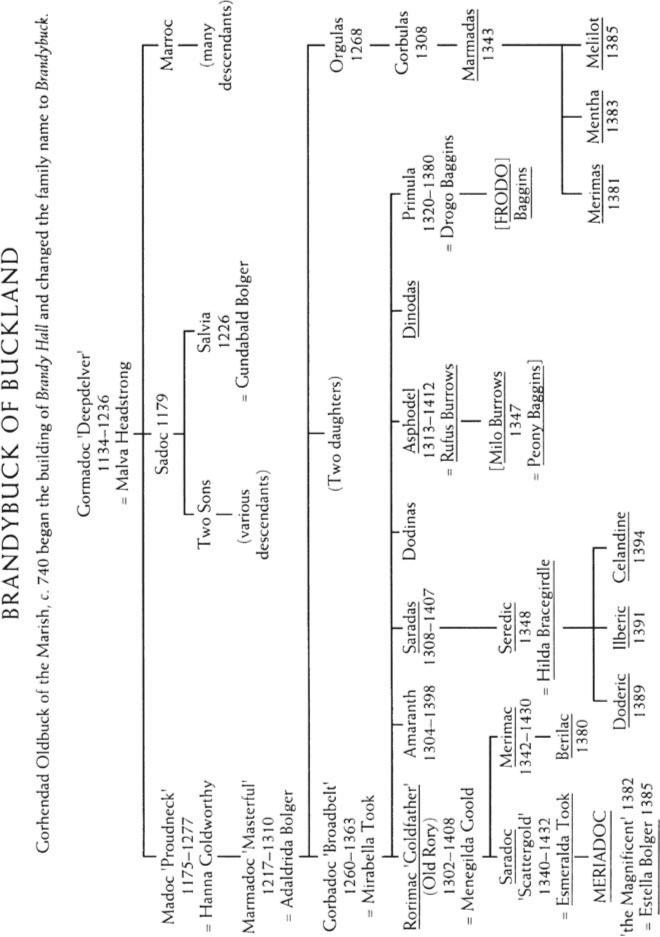 BRANDYBUCK OF BUCKLAND
Gorhendad Oldbuck of the Marish, c. 740 began the building of Brandy Hall and changed the family name to Brandybuck.
Gormadoc 'Deepdelver'
1134–1236
= Malva Headstrong
Madoc 'Proudneck'
1175–1277
= Hanna Goldworthy
Sadoc 1179
Marroc
(many
descendants)
Two Sons
(various
descendants)
Salvia
1226
= Gundabald Bolger
Marmadoc 'Masterful'
1217–1310
= Adaldrida Bolger
Gorbadoc 'Broadbelt'
1260–1363
= Mirabella Took
(Two daughters)
Orgulas
1268
Gorbulas
1308
Marmadas
1343
Rorimac 'Goldfather'
(Old Rory)
1302–1408
= Menegilda Goold
Amaranth
1304–1398
Saradas
1308–1407
Dodinas
Asphodel
1313–1412
= Rufus Burrows
Dinodas
Primula
1320–1380
= Drogo Baggins
Saradoc
'Scattergold'
1340–1432
= Esmeralda Took
Merimac
1342–1430
Berilac
1380
Seredic
1348
= Hilda Bracegirdle
[Milo Burrows
1347
= Peony Baggins]
[FRODO]
Baggins
MERIADOC
'the Magnificent' 1382
= Estella Bolger 1385
Doderic
1389
Ilberic
1391
Celandine
1394
Merimas
1381
Mentha
1383
Melilot
1385